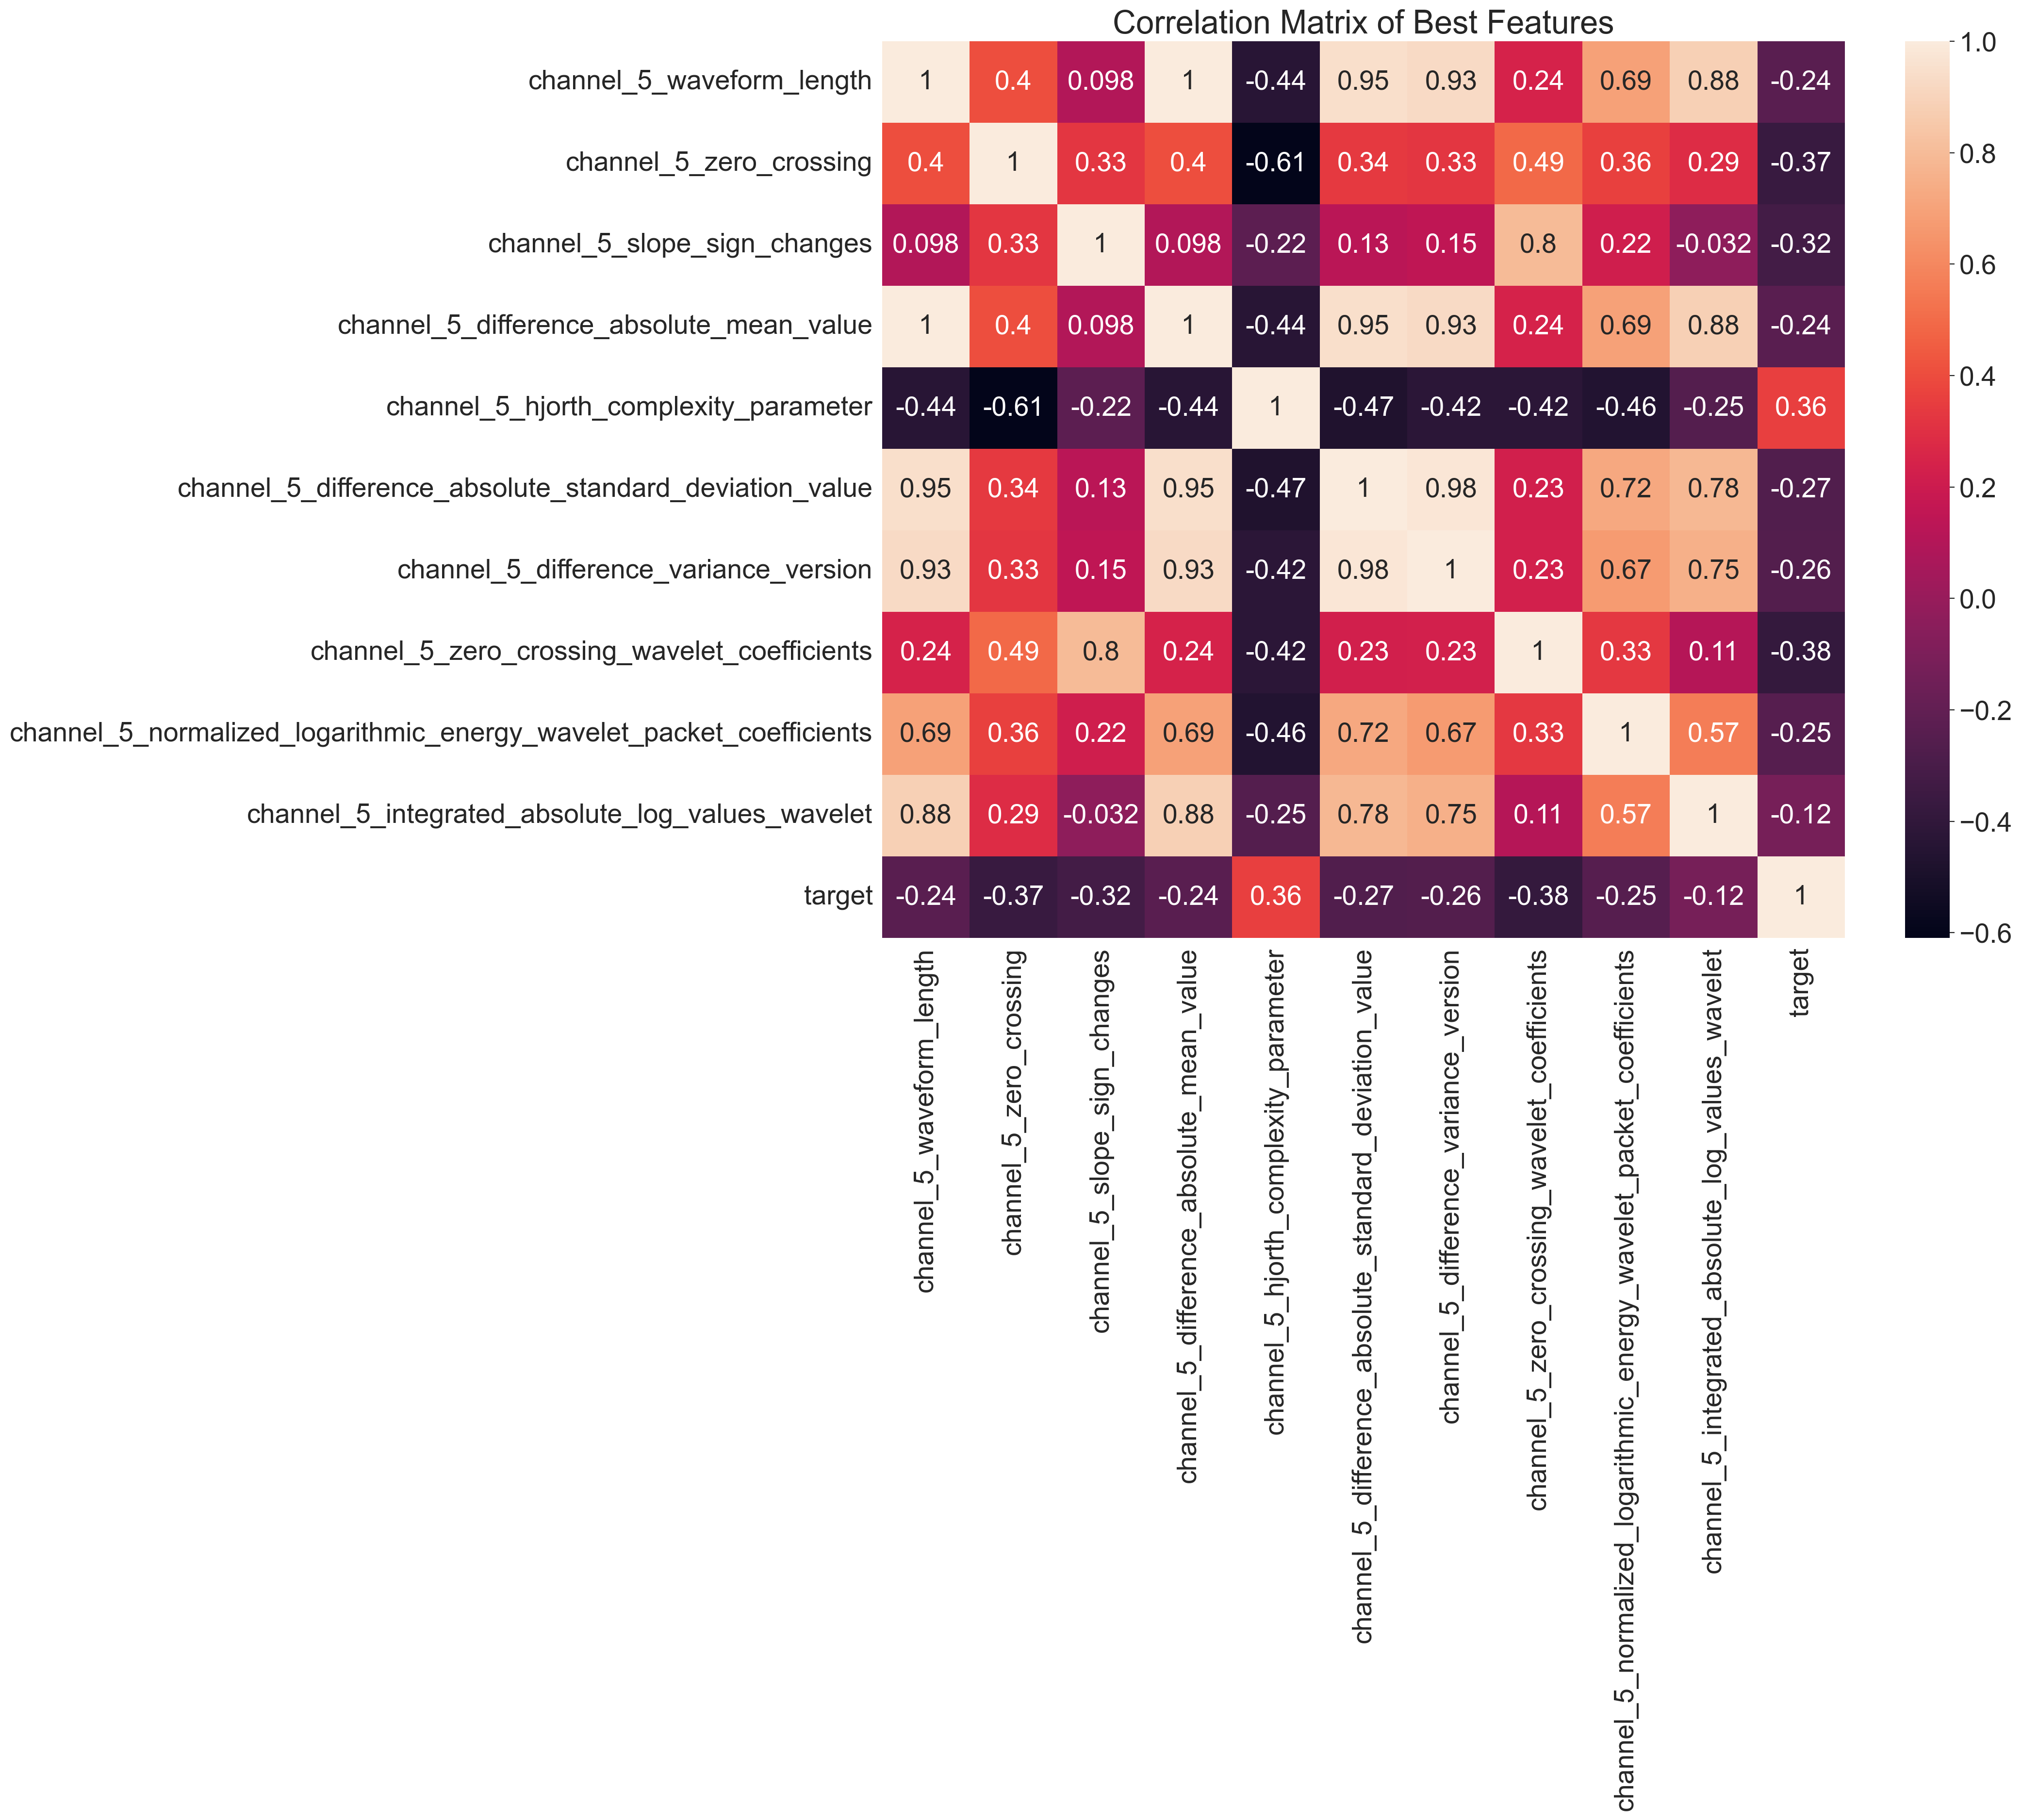 Correlation Matrix of Best Features
channel_5_waveform_length 1 0.4 0.098 1 -0.44 0.95 0.93 0.24 0.69 0.88 -0.24
channel_5_zero_crossing 0.4 1 0.33 0.4 -0.61 0.34 0.33 0.49 0.36 0.29 -0.37
channel_5_slope_sign_changes 0.098 0.33 1 0.098 -0.22 0.13 0.15 0.8 0.22 -0.032 -0.32
channel_5_difference_absolute_mean_value 1 0.4 0.098 1 -0.44 0.95 0.93 0.24 0.69 0.88 -0.24
channel_5_hjorth_complexity_parameter -0.44 -0.61 -0.22 -0.44 1 -0.47 -0.42 -0.42 -0.46 -0.25 0.36
channel_5_difference_absolute_standard_deviation_value 0.95 0.34 0.13 0.95 -0.47 1 0.98 0.23 0.72 0.78 -0.27
channel_5_difference_variance_version 0.93 0.33 0.15 0.93 -0.42 0.98 1 0.23 0.67 0.75 -0.26
channel_5_zero_crossing_wavelet_coefficients 0.24 0.49 0.8 0.24 -0.42 0.23 0.23 1 0.33 0.11 -0.38
channel_5_normalized_logarithmic_energy_wavelet_packet_coefficients 0.69 0.36 0.22 0.69 -0.46 0.72 0.67 0.33 1 0.57 -0.25
channel_5_integrated_absolute_log_values_wavelet 0.88 0.29 -0.032 0.88 -0.25 0.78 0.75 0.11 0.57 1 -0.12
target -0.24 -0.37 -0.32 -0.24 0.36 -0.27 -0.26 -0.38 -0.25 -0.12 1
channel_5_waveform_length
channel_5_zero_crossing
channel_5_slope_sign_changes
channel_5_difference_absolute_mean_value
channel_5_hjorth_complexity_parameter
channel_5_difference_absolute_standard_deviation_value
channel_5_difference_variance_version
channel_5_zero_crossing_wavelet_coefficients
channel_5_normalized_logarithmic_energy_wavelet_packet_coefficients
channel_5_integrated_absolute_log_values_wavelet
target
1.0
0.8
0.6
0.4
0.2
0.0
−0.2
−0.4
−0.6